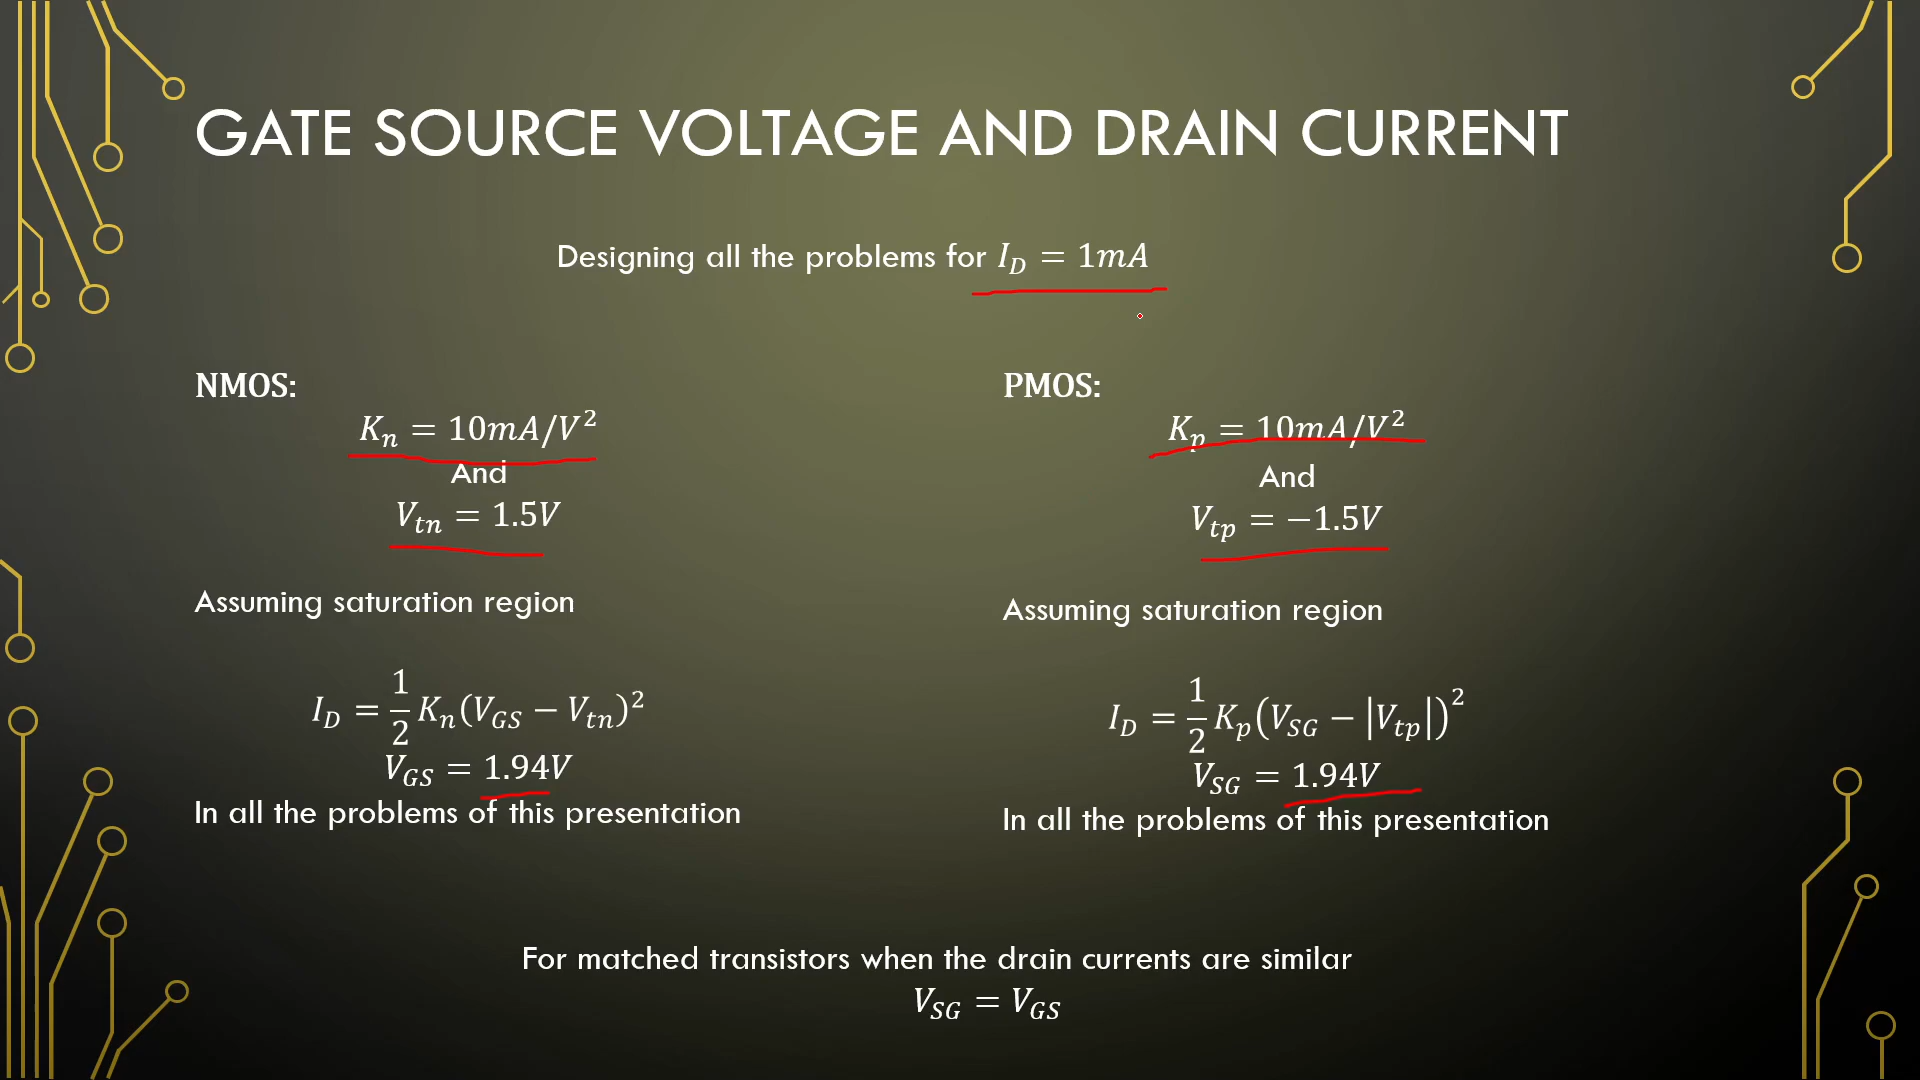 GATE SOURCE VOLTAGE AND DRAIN CURRENT
Designing all the problems for I_D = 1mA
NMOS:
K_n = 10mA/V²
And
V_tn = 1.5V
Assuming saturation region
I_D = 1/2 K_n(V_GS − V_tn)²
V_GS = 1.94V
In all the problems of this presentation
PMOS:
K_p = 10mA/V²
And
V_tp = −1.5V
Assuming saturation region
I_D = 1/2 K_p(V_SG − |V_tp|)²
V_SG = 1.94V
In all the problems of this presentation
For matched transistors when the drain currents are similar
V_SG = V_GS